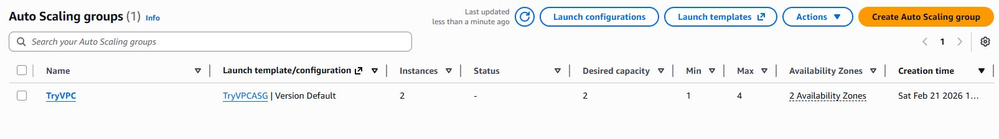 Auto Scaling groups (1) Info
Last updated
less than a minute ago
Launch configurations
Launch templates
Actions
Create Auto Scaling group
Search your Auto Scaling groups
1
Name Launch template/configuration Instances Status Desired capacity Min Max Availability Zones Creation time
TryVPC TryVPCASG | Version Default 2 - 2 1 4 2 Availability Zones Sat Feb 21 2026 1...